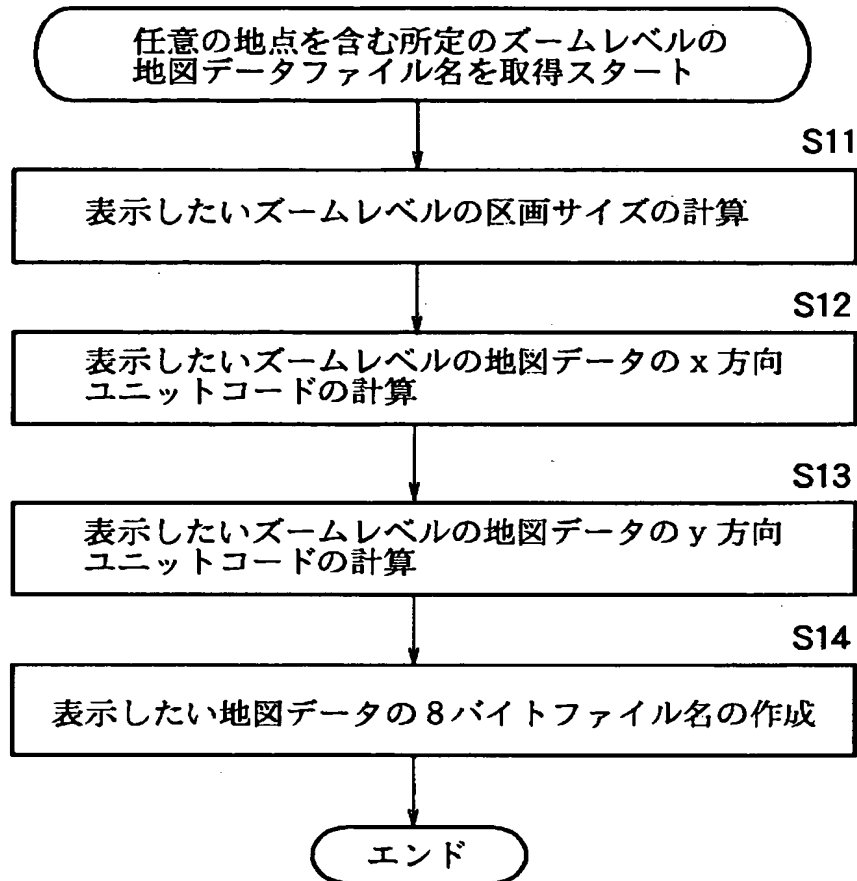 任意の地点を含む所定のズームレベルの
地図データファイル名を取得スタート
S11
表示したいズームレベルの区画サイズの計算
S12
表示したいズームレベルの地図データの x 方向
ユニットコードの計算
S13
表示したいズームレベルの地図データの y 方向
ユニットコードの計算
S14
表示したい地図データの８バイトファイル名の作成
エンド